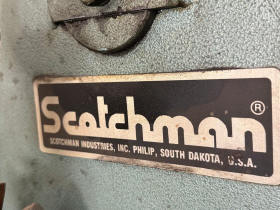 Scotchman®
SCOTCHMAN INDUSTRIES, INC. PHILIP, SOUTH DAKOTA, U.S.A.